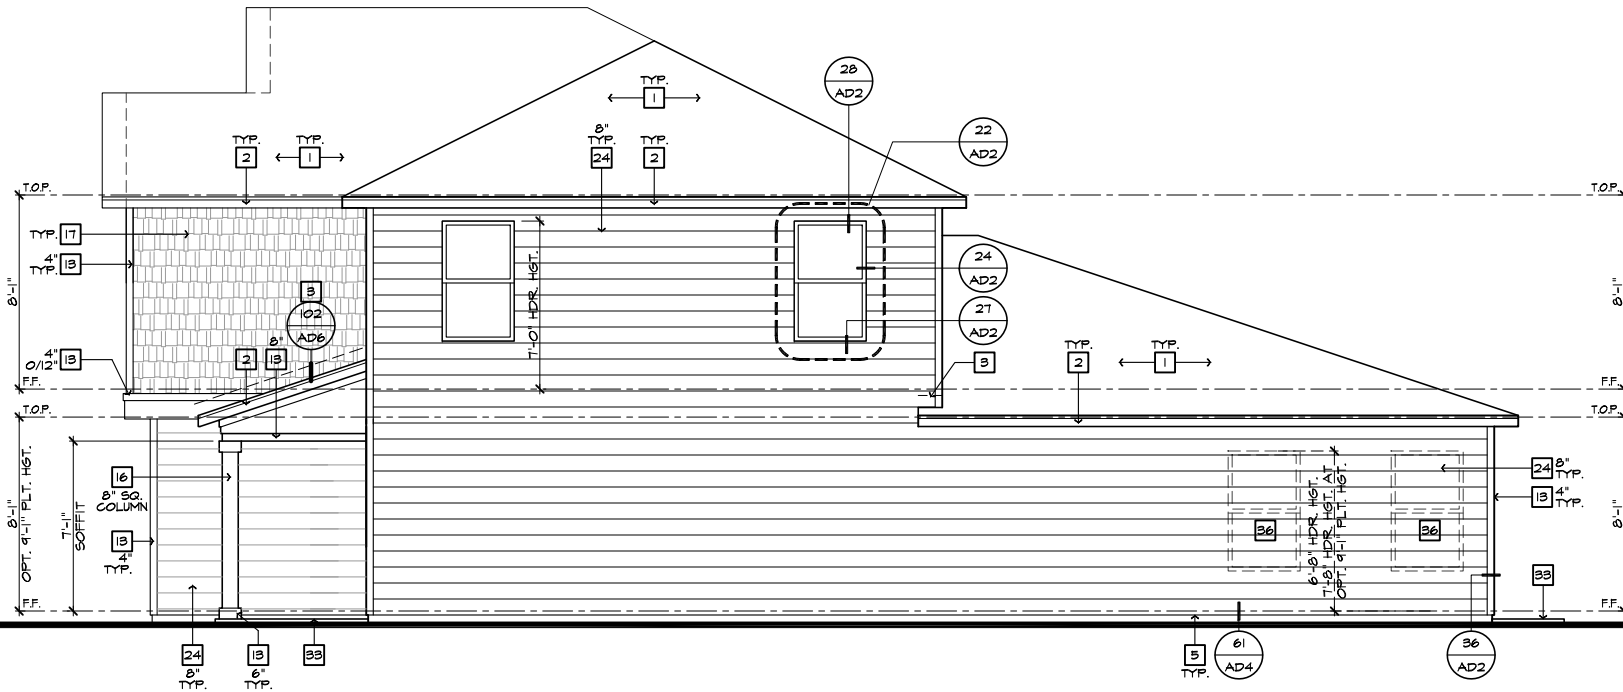 28
AD2
TYP.
1
22
AD2
8"
TYP.
24
TYP.
2
TYP.
2
TYP.
1
T.O.P.
T.O.P.
TYP. 17
4"
TYP. 13
24
AD2
8'-1"
7'-0" HDR. HGT.
8'-1"
3
102
AD6
27
AD2
4"
0/12" 13
2
8"
13
3
TYP.
2
TYP.
1
F.F.
F.F.
T.O.P.
T.O.P.
8'-1"
OPT. 9'-1" PLT. HGT.
7'-1"
SOFFIT
16
8" SQ.
COLUMN
13
4"
TYP.
6'-8" HDR. HGT.
7'-8" HDR. HGT. AT
OPT. 9'-1" PLT. HGT.
36
36
24 8"
TYP.
13 4"
TYP.
8'-1"
33
F.F.
F.F.
24
8"
TYP.
13
6"
TYP.
33
5
TYP.
61
AD4
36
AD2